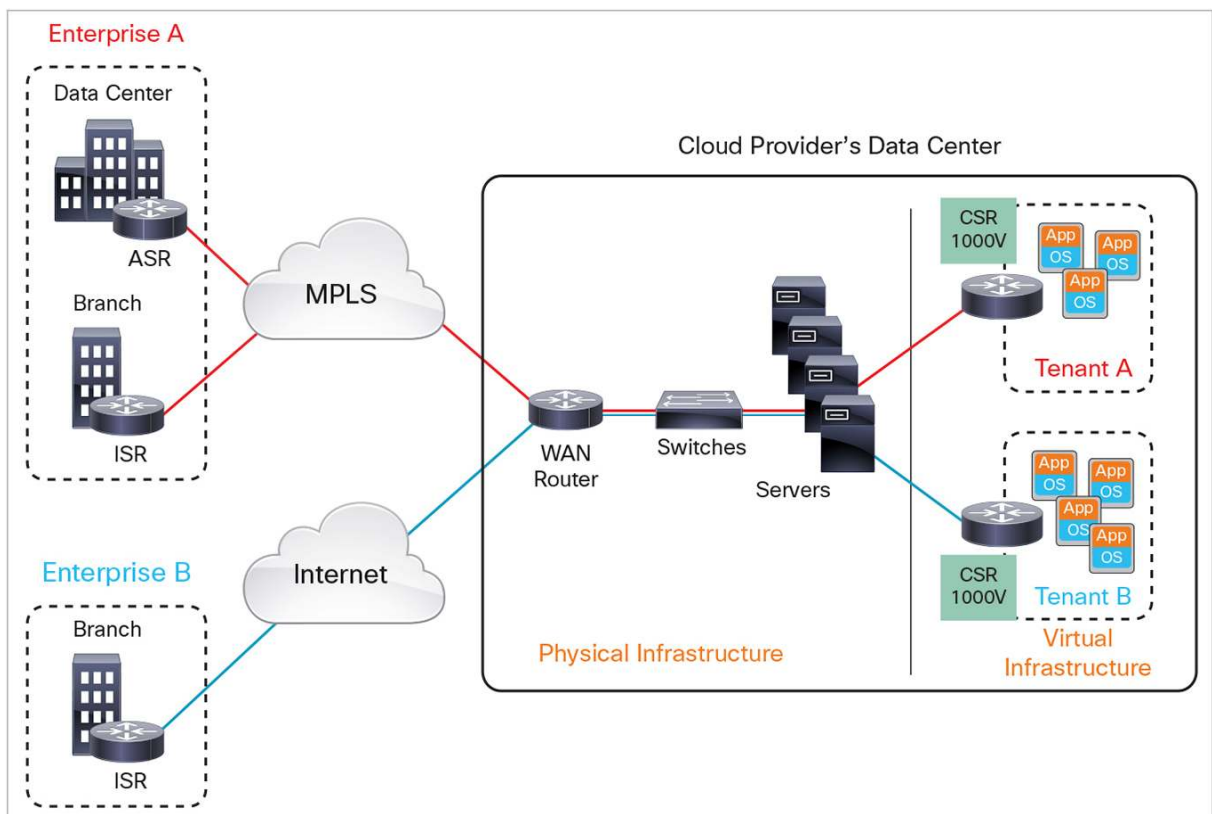 Enterprise A
Data Center
ASR
Branch
ISR
MPLS
Enterprise B
Branch
ISR
Internet
Cloud Provider's Data Center
WAN
Router
Switches
Servers
Physical Infrastructure
CSR
1000V
App
OS
App
OS
App
OS
Tenant A
App
OS
App
OS
App
OS
App
OS
CSR
1000V
Tenant B
Virtual
Infrastructure